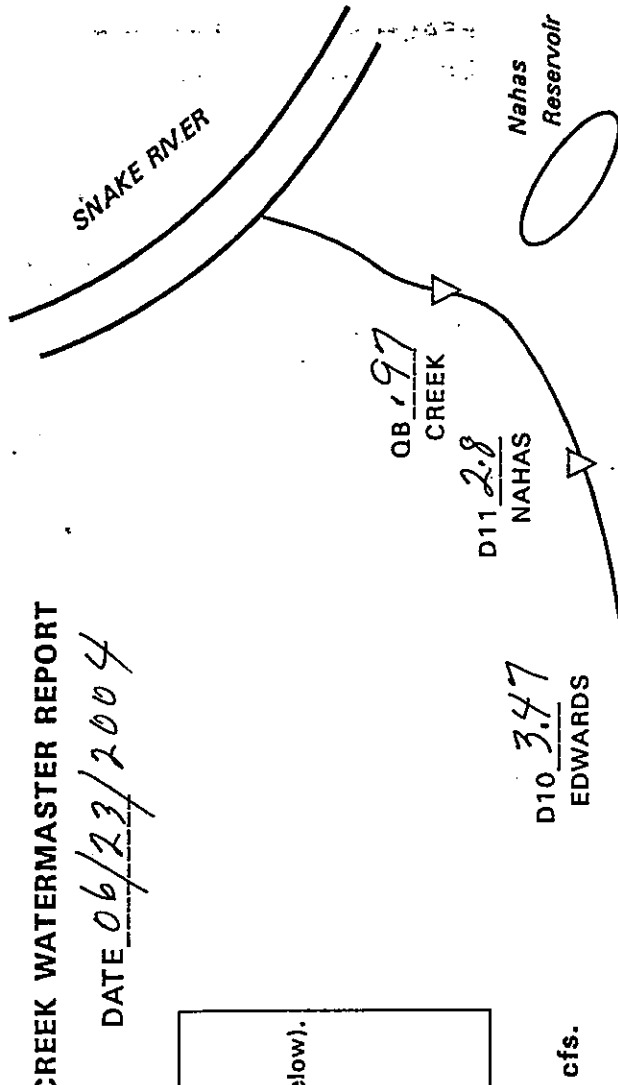 CREEK WATERMASTER REPORT
DATE 06/23/2004
SNAKE RIVER
Nahas
Reservoir
QB .97
CREEK
D11 2.8
NAHAS
D10 3.47
EDWARDS
elow).
cfs.